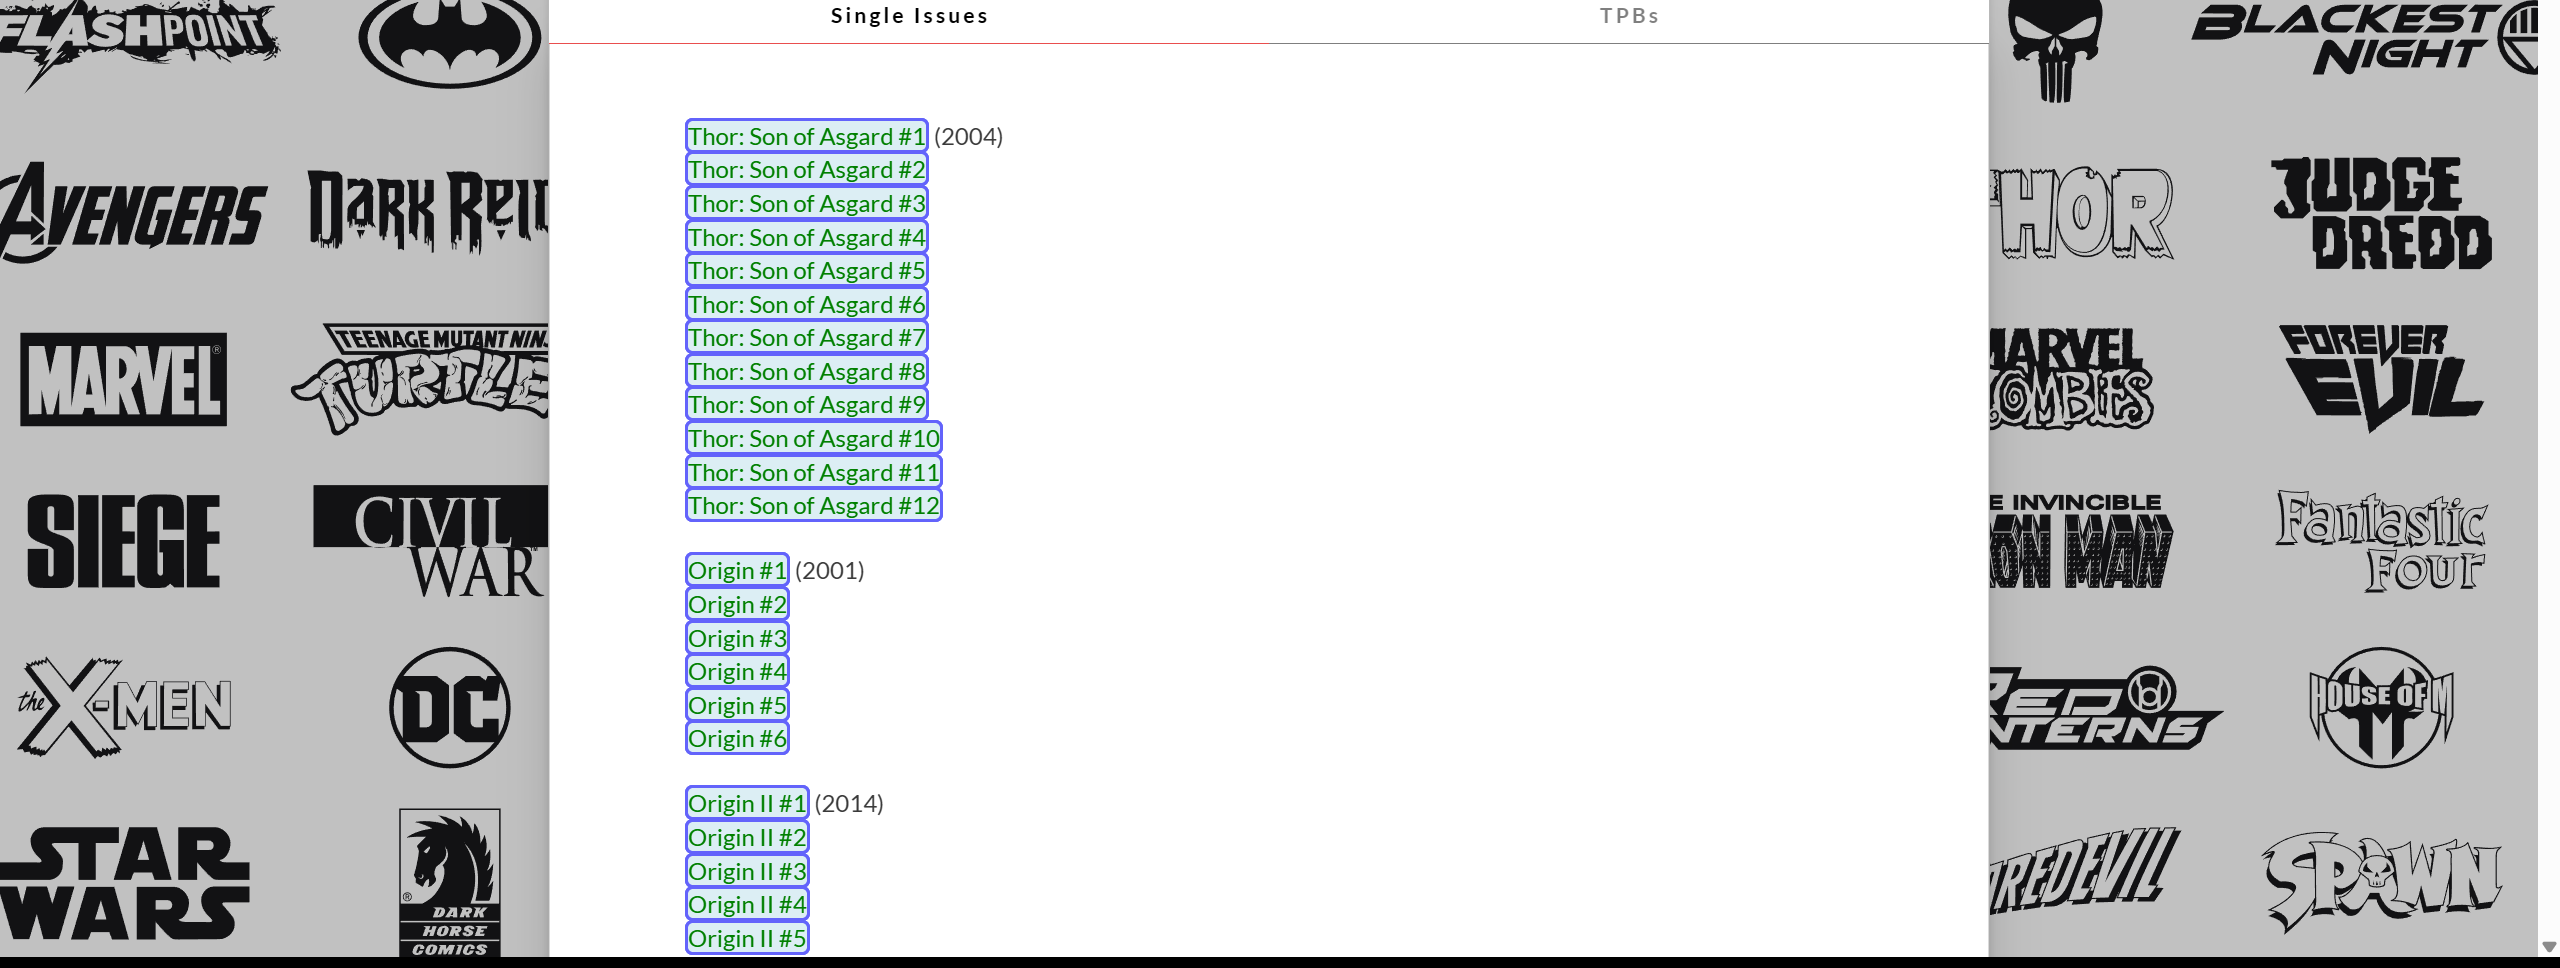 Single Issues
TPBs
Thor: Son of Asgard #1 (2004)
Thor: Son of Asgard #2
Thor: Son of Asgard #3
Thor: Son of Asgard #4
Thor: Son of Asgard #5
Thor: Son of Asgard #6
Thor: Son of Asgard #7
Thor: Son of Asgard #8
Thor: Son of Asgard #9
Thor: Son of Asgard #10
Thor: Son of Asgard #11
Thor: Son of Asgard #12
Origin #1 (2001)
Origin #2
Origin #3
Origin #4
Origin #5
Origin #6
Origin II #1 (2014)
Origin II #2
Origin II #3
Origin II #4
Origin II #5
FLASHPOINT
AVENGERS
DARK REI
MARVEL®
TEENAGE MUTANT NIN
TURTLE
SIEGE
CIVIL
WAR™
the X-MEN
DC
STAR
WARS
®
DARK
HORSE
COMICS
BLACKEST
NIGHT
HOR
JUDGE
DREDD
MARVEL
ZOMBIES
FOREVER
EVIL
E INVINCIBLE
ON MAN
Fantastic
Four
RED
NTERNS
HOUSE OF M
AREDEVIL
SPAWN